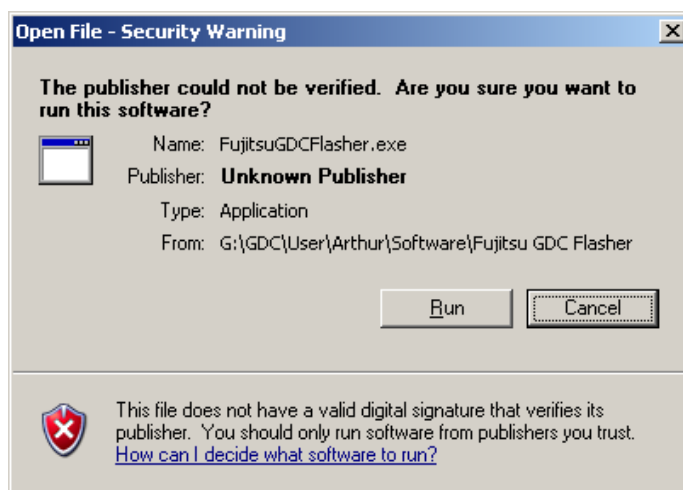 Open File - Security Warning
The publisher could not be verified.  Are you sure you want to
run this software?
Name: FujitsuGDCFlasher.exe
Publisher: Unknown Publisher
Type: Application
From: G:\GDC\User\Arthur\Software\Fujitsu GDC Flasher
Run Cancel
This file does not have a valid digital signature that verifies its
publisher.  You should only run software from publishers you trust.
How can I decide what software to run?